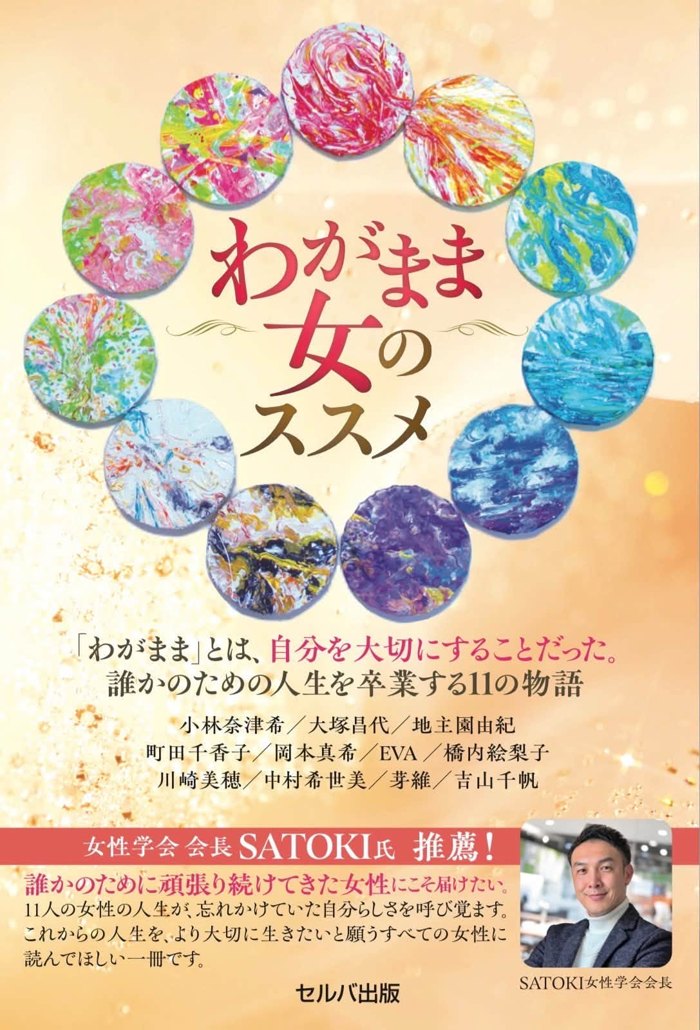 わがまま
女の
ススメ
「わがまま」とは、自分を大切にすることだった。
誰かのための人生を卒業する11の物語
小林奈津希／大塚昌代／地主園由紀
町田千香子／岡本真希／EVA／橋内絵梨子
川崎美穂／中村希世美／芽維／吉山千帆
女性学会 会長 SATOKI氏 推薦！
誰かのために頑張り続けてきた女性にこそ届けたい。
11人の女性の人生が、忘れかけていた自分らしさを呼び覚ます。
これからの人生を、より大切に生きたいと願うすべての女性に
読んでほしい一冊です。
SATOKI女性学会会長
セルバ出版